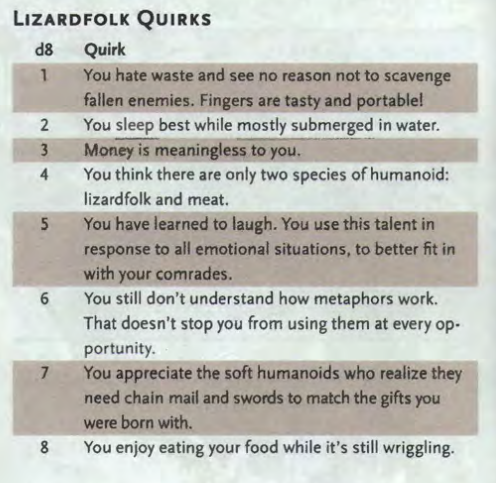 LIZARDFOLK QUIRKS
d8 Quirk
1 You hate waste and see no reason not to scavenge
fallen enemies. Fingers are tasty and portable!
2 You sleep best while mostly submerged in water.
3 Money is meaningless to you.
4 You think there are only two species of humanoid:
lizardfolk and meat.
5 You have learned to laugh. You use this talent in
response to all emotional situations, to better fit in
with your comrades.
6 You still don't understand how metaphors work.
That doesn't stop you from using them at every op-
portunity.
7 You appreciate the soft humanoids who realize they
need chain mail and swords to match the gifts you
were born with.
8 You enjoy eating your food while it's still wriggling.